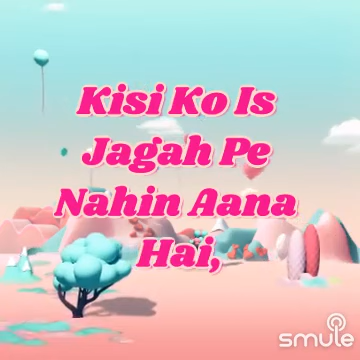 Kisi Ko Is
Jagah Pe
Nahin Aana
Hai,
smule